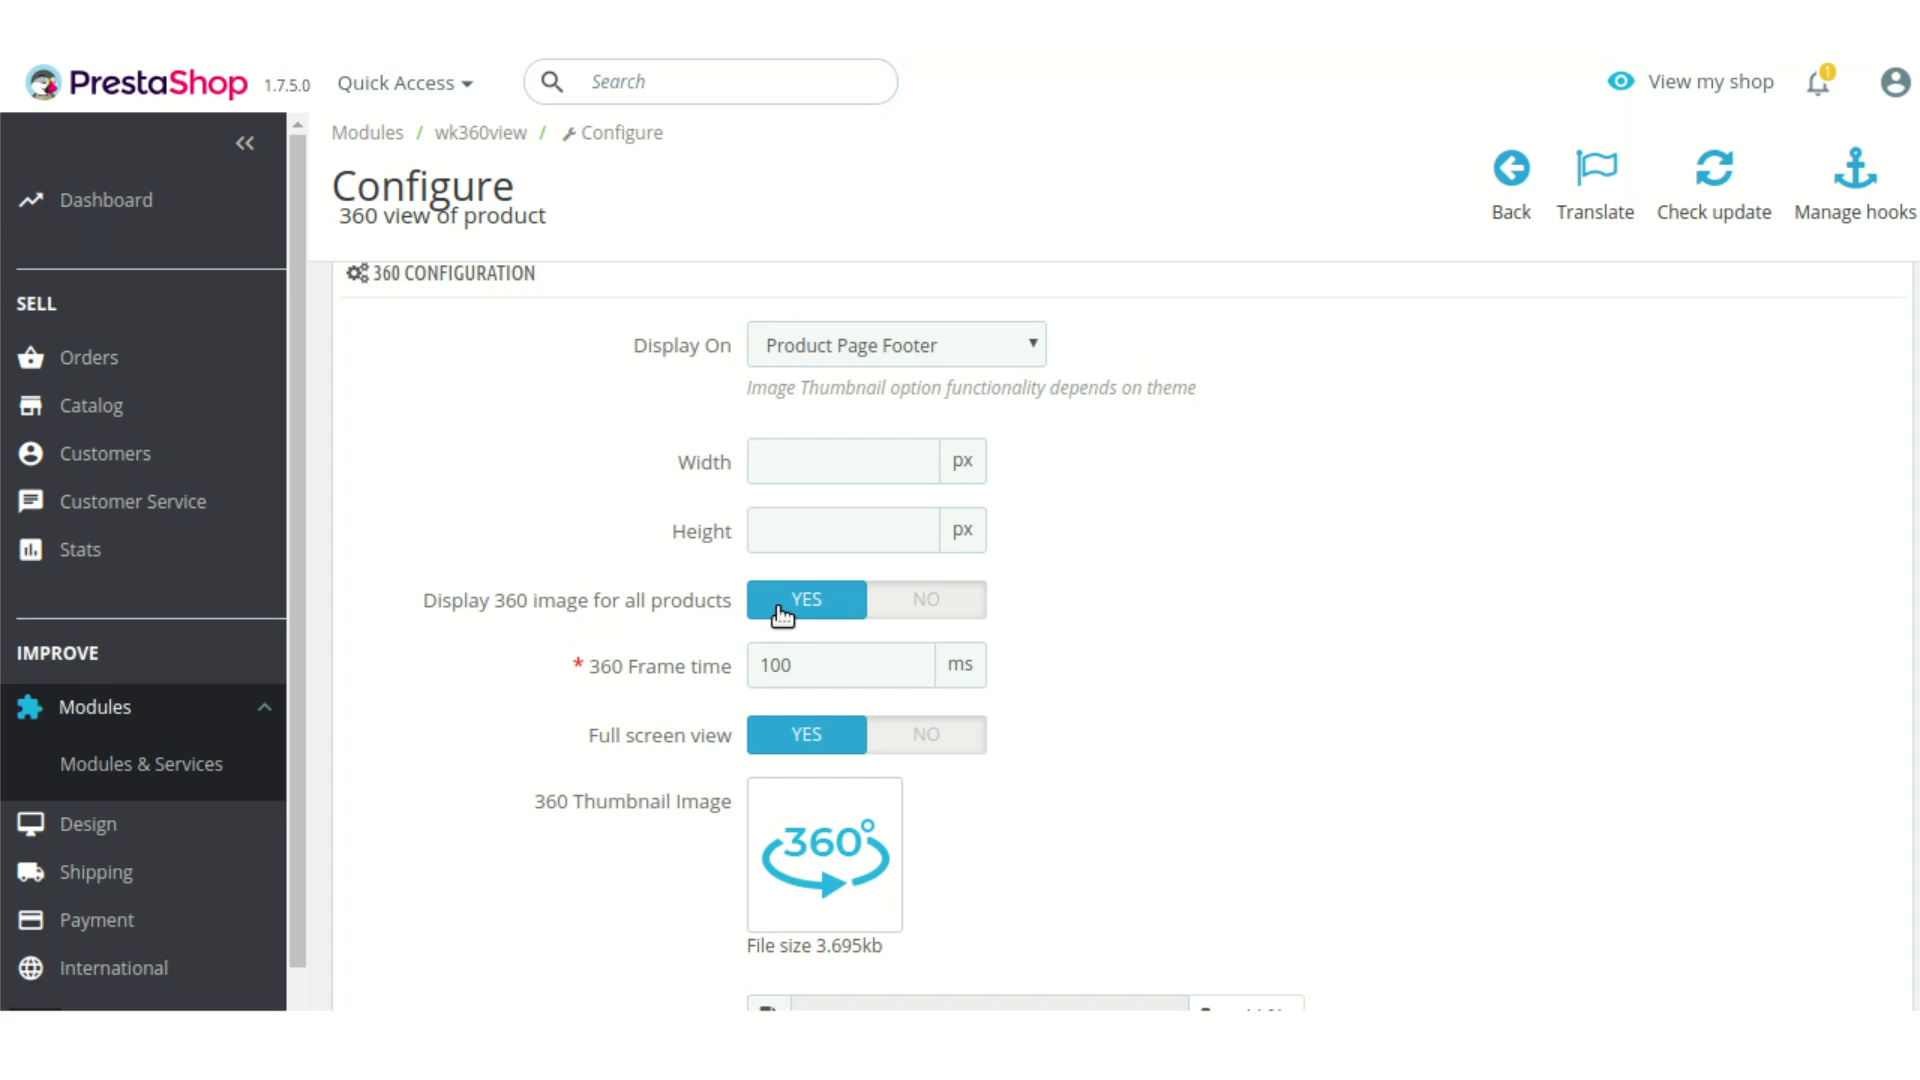 PrestaShop 1.7.5.0 Quick Access Search View my shop 1
Modules / wk360view / Configure
Configure
360 view of product
Back Translate Check update Manage hooks
Dashboard
SELL
Orders
Catalog
Customers
Customer Service
Stats
IMPROVE
Modules
Modules & Services
Design
Shipping
Payment
International
360 CONFIGURATION
Display On Product Page Footer
Image Thumbnail option functionality depends on theme
Width px
Height px
Display 360 image for all products YES NO
* 360 Frame time 100 ms
Full screen view YES NO
360 Thumbnail Image
360°
File size 3.695kb